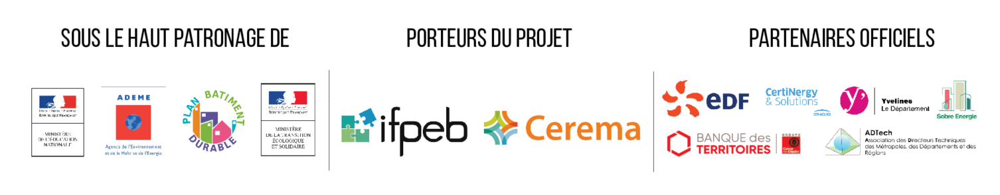 SOUS LE HAUT PATRONAGE DE
PORTEURS DU PROJET
PARTENAIRES OFFICIELS
RÉPUBLIQUE FRANÇAISE
MINISTÈRE
DE L'ÉDUCATION
NATIONALE
ADEME
Agence de l'Environnement
et de la Maîtrise de l'Energie
PLAN BATIMENT DURABLE
RÉPUBLIQUE FRANÇAISE
MINISTÈRE
DE LA TRANSITION
ÉCOLOGIQUE
ET SOLIDAIRE
ifpeb
Cerema
eDF
CertiNergy
& Solutions
ENGIE
y'
Yvelines
Le Département
Sobre Energie
BANQUE des
TERRITOIRES
GROUPE
Caisse
des Dépôts
ADTech
Association des Directeurs Techniques
des Métropoles, des Départements et des
Régions